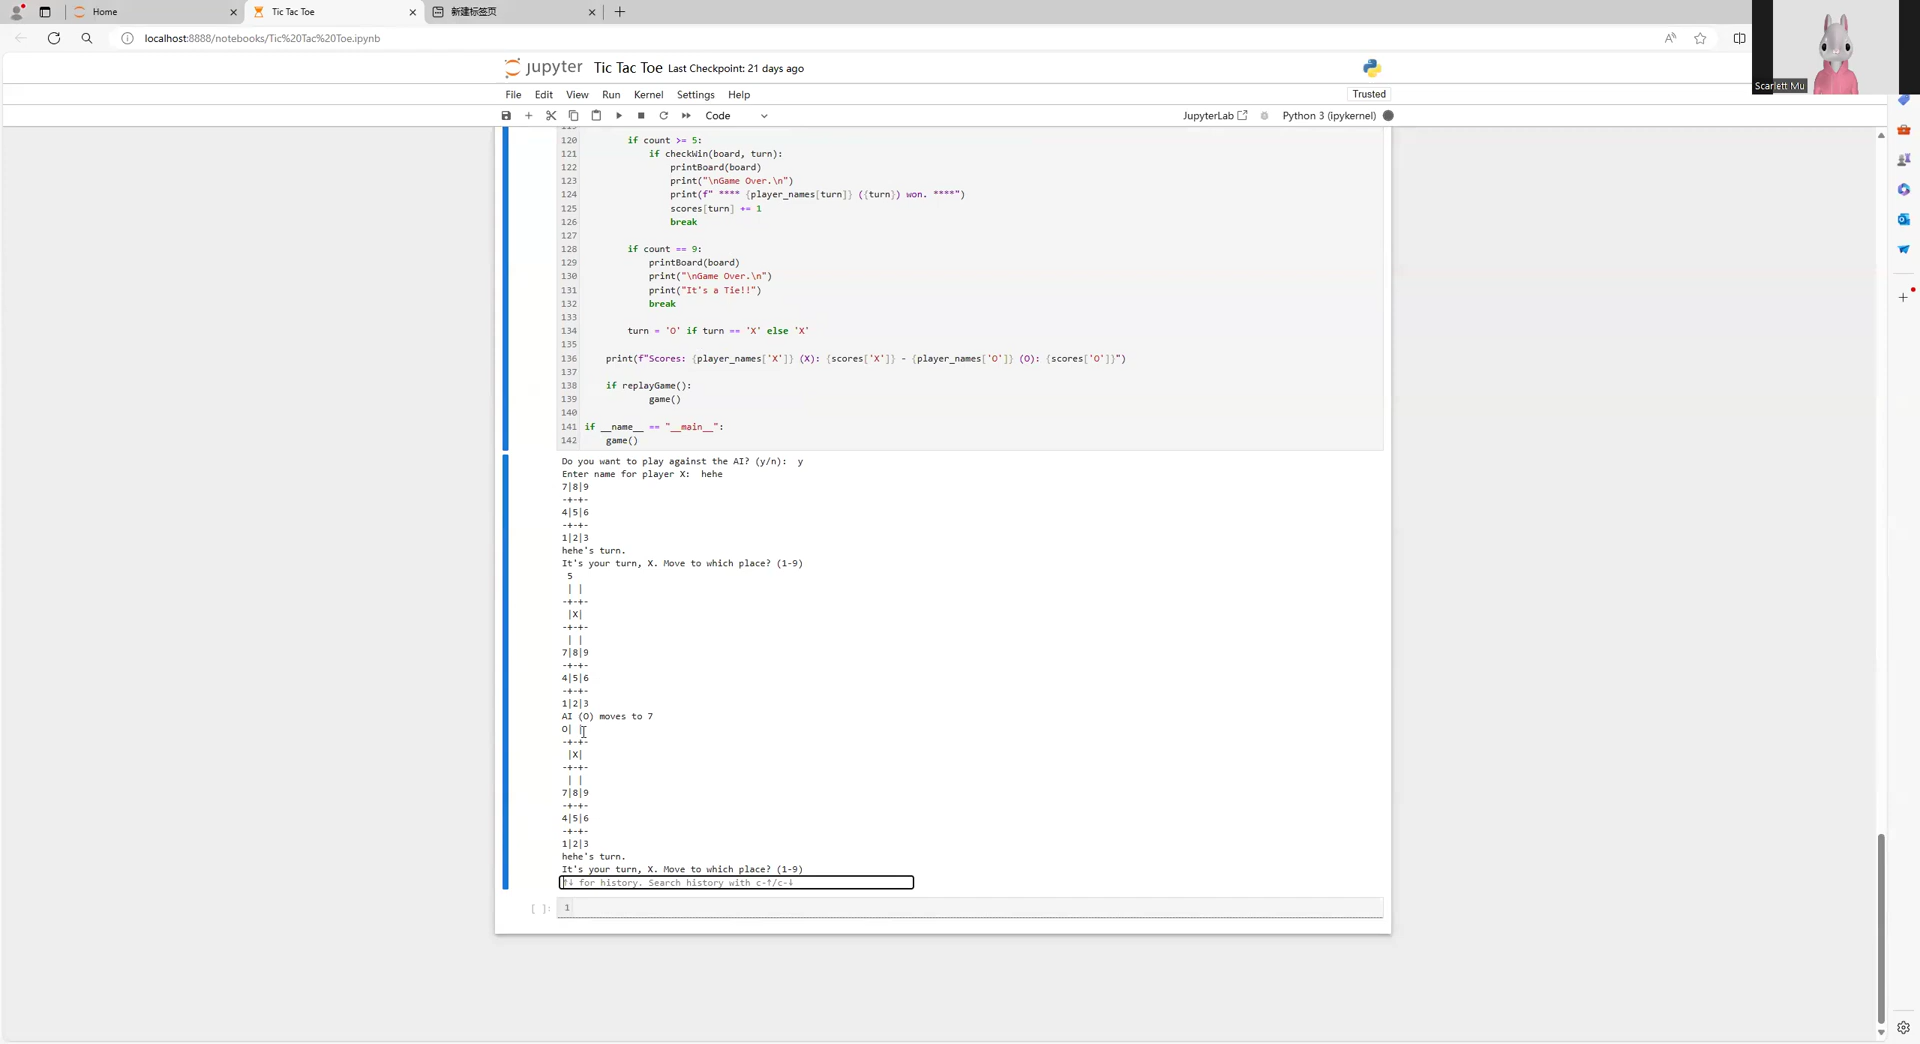 Home
Tic Tac Toe
新建标签页
localhost:8888/notebooks/Tic%20Tac%20Toe.ipynb
Scarlett Mu
jupyter Tic Tac Toe Last Checkpoint: 21 days ago
File Edit View Run Kernel Settings Help
Trusted
Code
JupyterLab
Python 3 (ipykernel)
119
120 if count >= 5:
121 if checkWin(board, turn):
122 printBoard(board)
123 print("\nGame Over.\n")
124 print(f" **** {player_names[turn]} ({turn}) won. ****")
125 scores[turn] += 1
126 break
127
128 if count == 9:
129 printBoard(board)
130 print("\nGame Over.\n")
131 print("It's a Tie!!")
132 break
133
134 turn = 'O' if turn == 'X' else 'X'
135
136 print(f"Scores: {player_names['X']} (X): {scores['X']} - {player_names['O']} (O): {scores['O']}")
137
138 if replayGame():
139 game()
140
141 if __name__ == "__main__":
142 game()
Do you want to play against the AI? (y/n): y
Enter name for player X: hehe
7|8|9
-+-+-
4|5|6
-+-+-
1|2|3
hehe's turn.
It's your turn, X. Move to which place? (1-9)
5
| |
-+-+-
|X|
-+-+-
| |
7|8|9
-+-+-
4|5|6
-+-+-
1|2|3
AI (O) moves to 7
O| |
-+-+-
|X|
-+-+-
| |
7|8|9
-+-+-
4|5|6
-+-+-
1|2|3
hehe's turn.
It's your turn, X. Move to which place? (1-9)
↑↓ for history. Search history with c-↑/c-↓
[ ]: 1